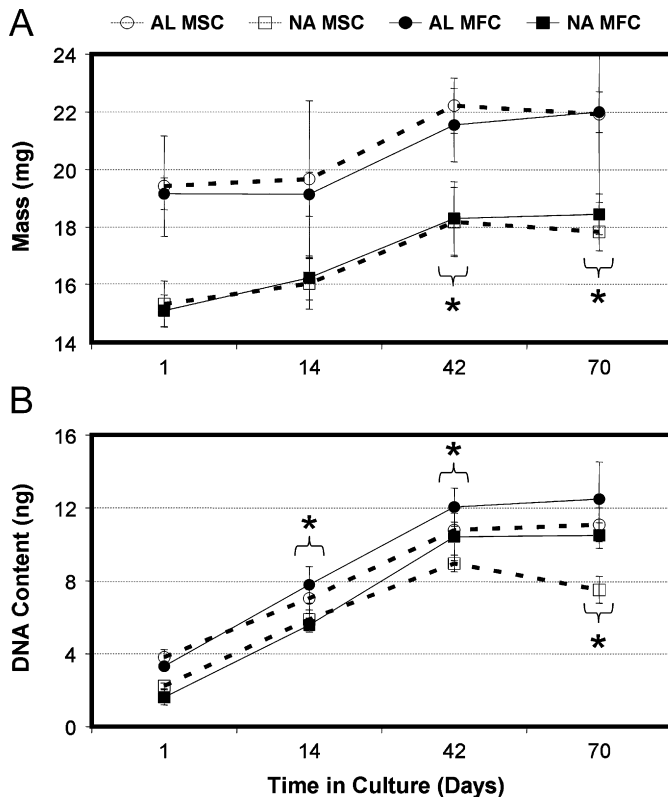 A
AL MSC NA MSC AL MFC NA MFC
24
22
20
18
16
14
Mass (mg)
*
*
1 14 42 70
B
16
12
8
4
0
DNA Content (ng)
*
*
*
1 14 42 70
Time in Culture (Days)